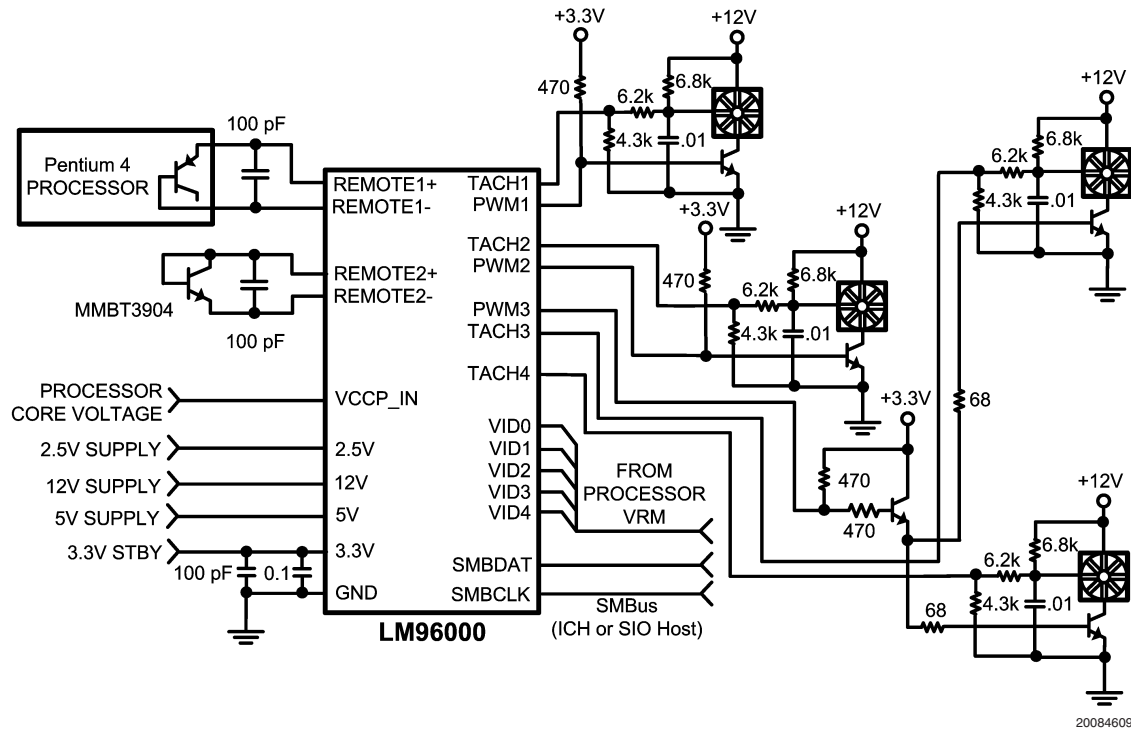 +3.3V
+12V
470
6.8k
6.2k
4.3k
.01
100 pF
Pentium 4
PROCESSOR
REMOTE1+
REMOTE1-
TACH1
PWM1
+12V
6.8k
6.2k
4.3k
.01
+3.3V
+12V
TACH2
PWM2
470
6.8k
6.2k
4.3k
.01
REMOTE2+
REMOTE2-
MMBT3904
100 pF
PWM3
TACH3
TACH4
PROCESSOR
CORE VOLTAGE
VCCP_IN
68
+3.3V
2.5V SUPPLY
2.5V
12V SUPPLY
12V
5V SUPPLY
5V
3.3V STBY
3.3V
100 pF
0.1
GND
VID0
VID1
VID2
VID3
VID4
FROM
PROCESSOR
VRM
470
470
SMBDAT
SMBCLK
SMBus
(ICH or SIO Host)
LM96000
+12V
6.8k
6.2k
4.3k
.01
68
20084609